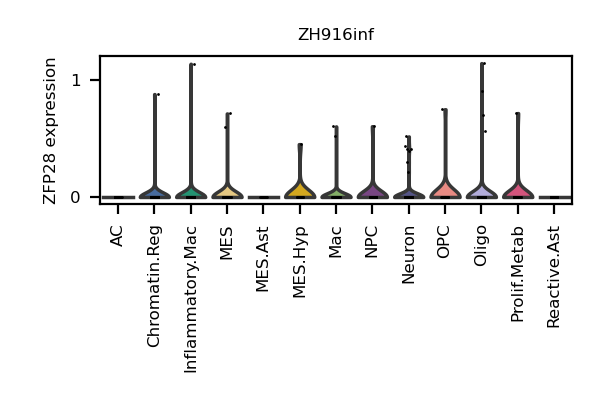 ZH916inf
ZFP28 expression
1
0
AC
Chromatin.Reg
Inflammatory.Mac
MES
MES.Ast
MES.Hyp
Mac
NPC
Neuron
OPC
Oligo
Prolif.Metab
Reactive.Ast